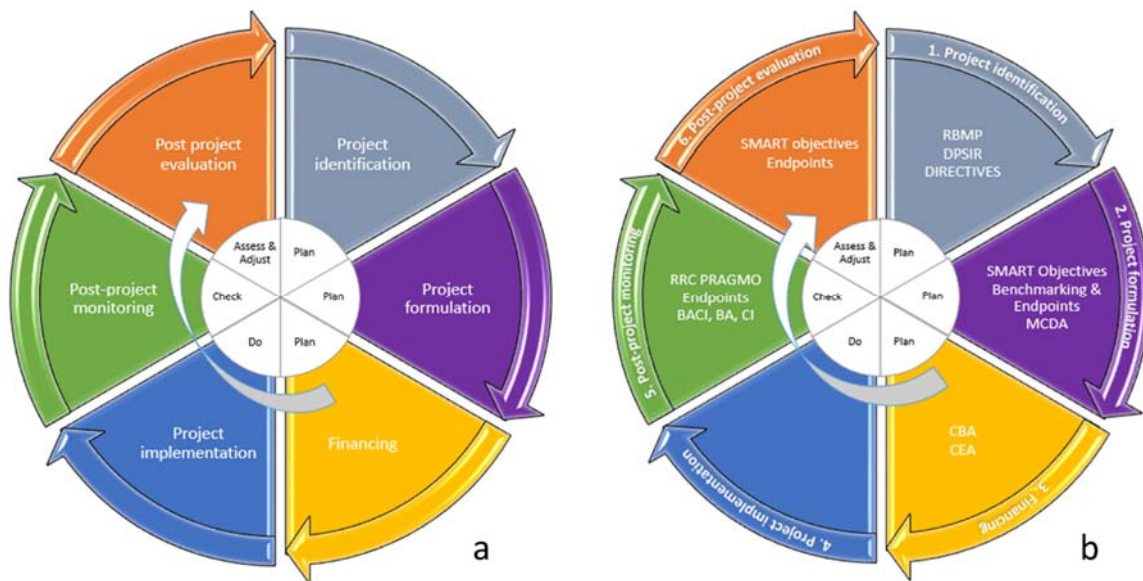 Post project
evaluation
Project
identification
Project
formulation
Financing
Project
implementation
Post-project
monitoring
Assess &
Adjust
Plan
Plan
Plan
Do
Check
a
1. Project identification
RBMP
DPSIR
DIRECTIVES
2. Project formulation
SMART Objectives
Benchmarking &
Endpoints
MCDA
3. Financing
CBA
CEA
4. Project implementation
5. Post-project monitoring
RRC PRAGMO
Endpoints
BACI, BA, CI
6. Post-project evaluation
SMART objectives
Endpoints
Assess &
Adjust
Plan
Plan
Plan
Do
Check
b